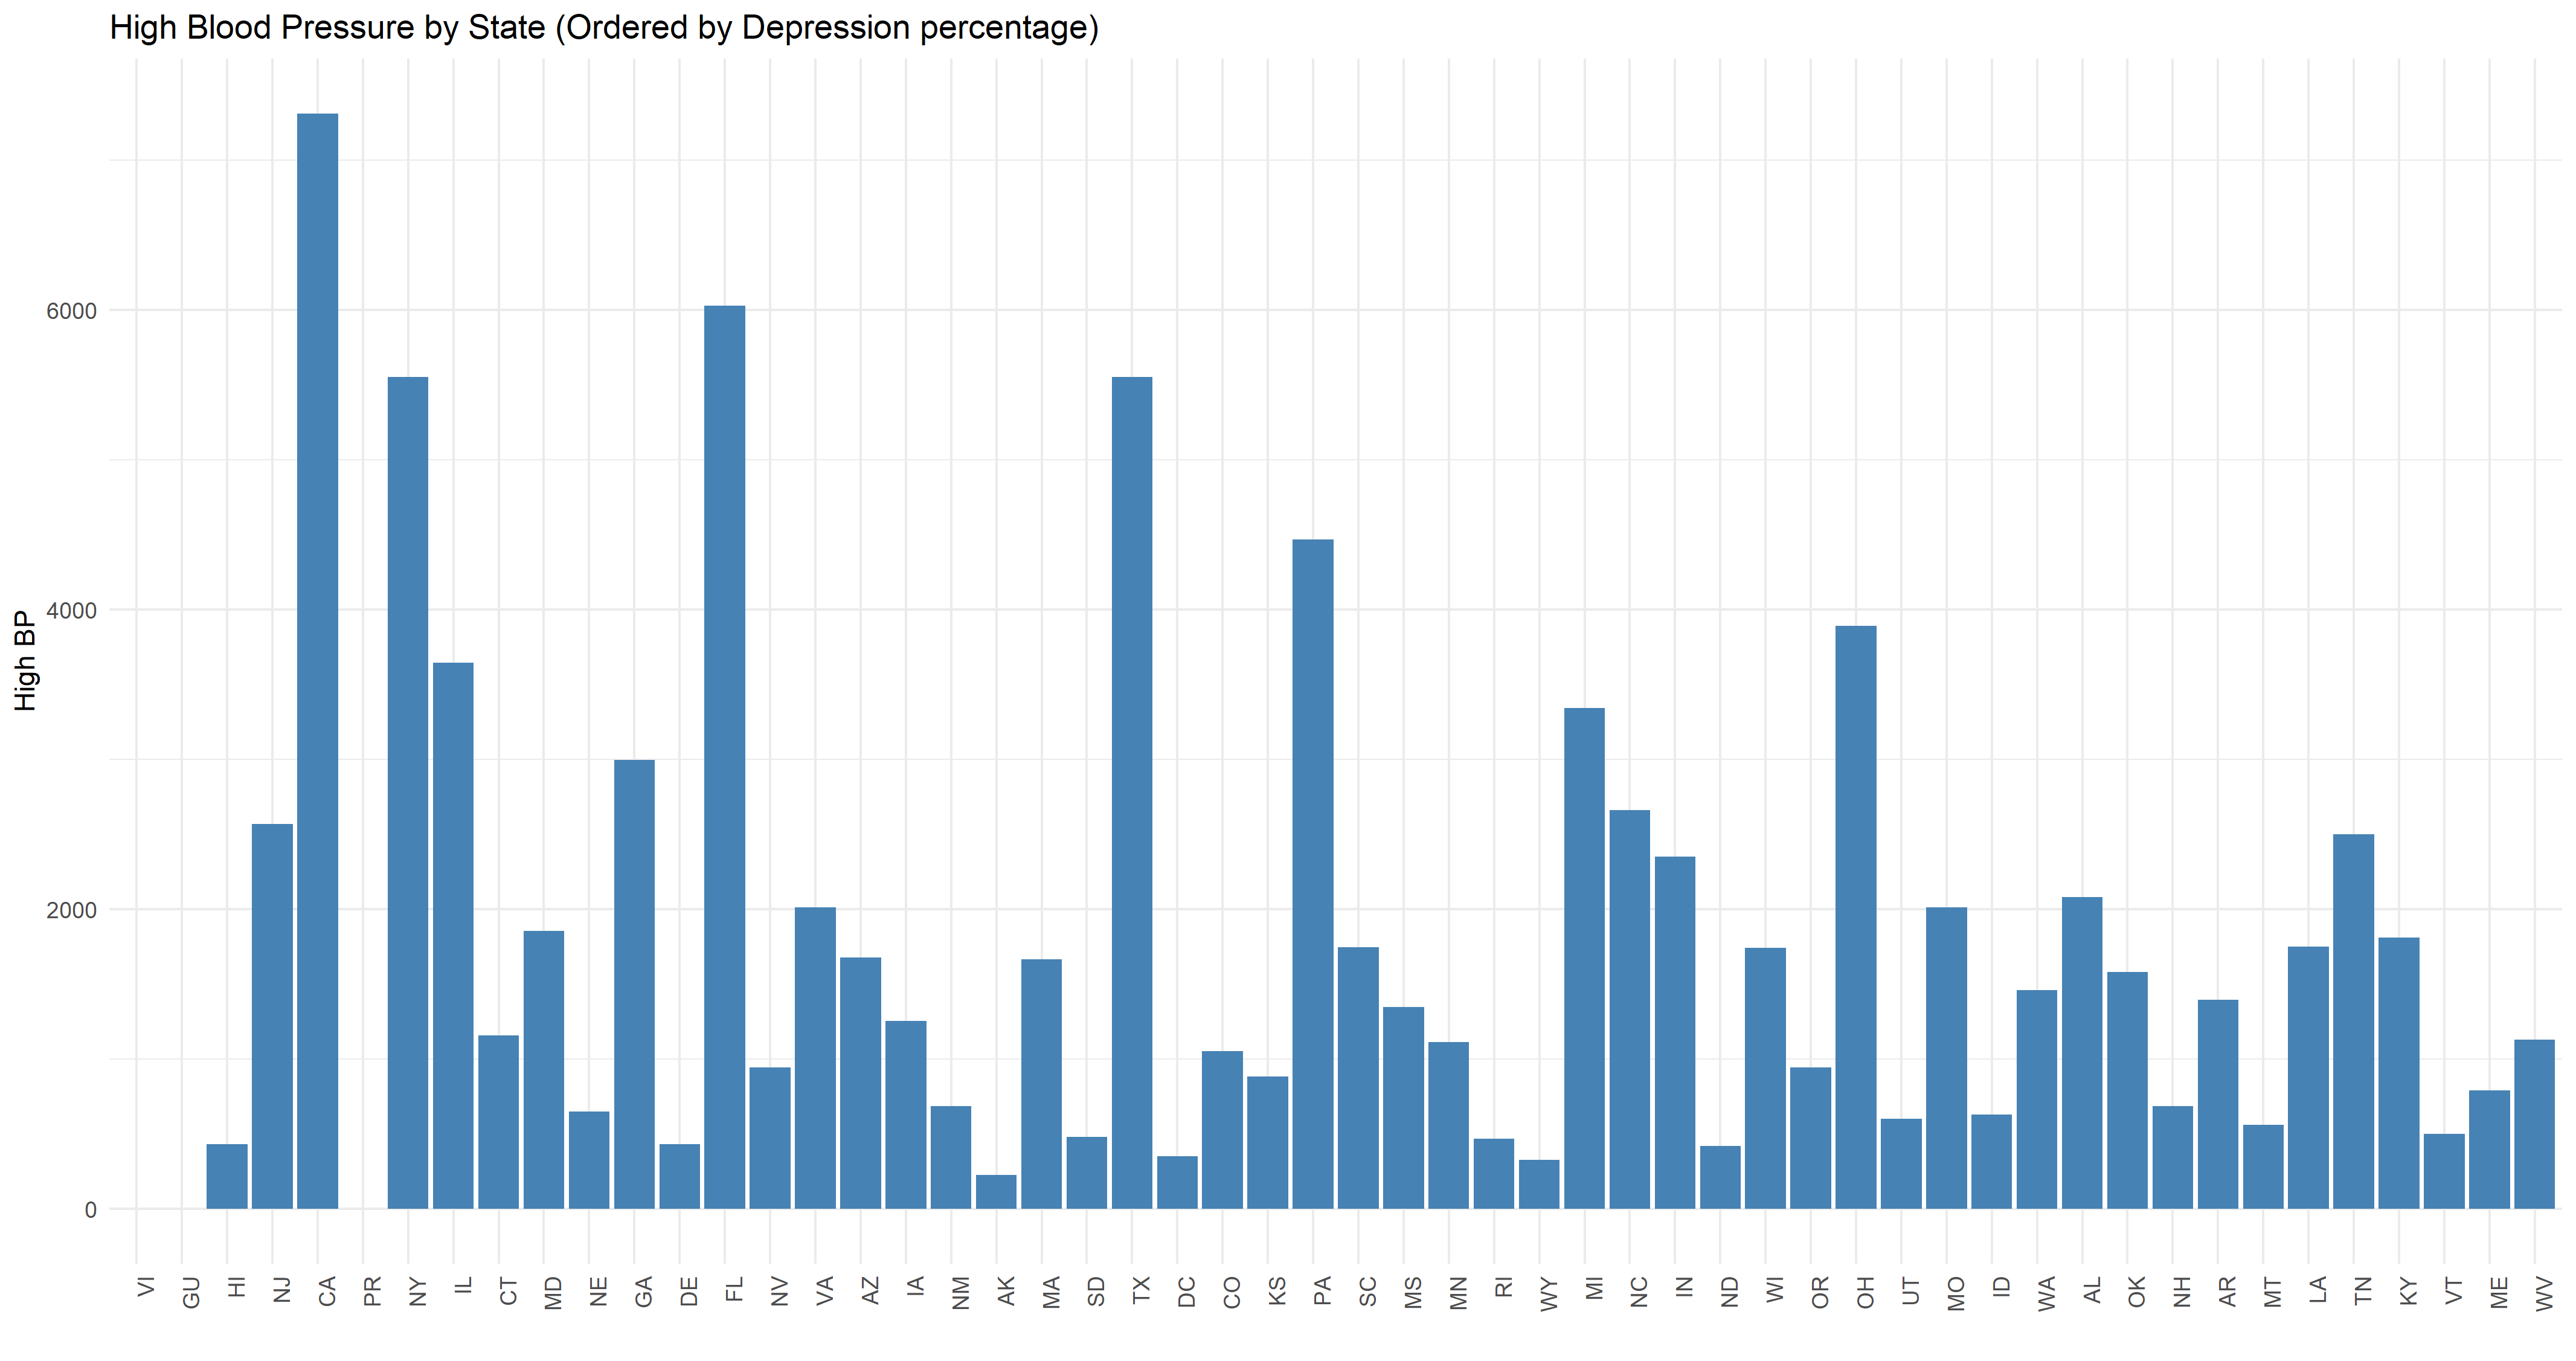 High Blood Pressure by State (Ordered by Depression percentage)
High BP
6000
4000
2000
0
VI GU HI NJ CA PR NY IL CT MD NE GA DE FL NV VA AZ IA NM AK MA SD TX DC CO KS PA SC MS MN RI WY MI NC IN ND WI OR OH UT MO ID WA AL OK NH AR MT LA TN KY VT ME WV